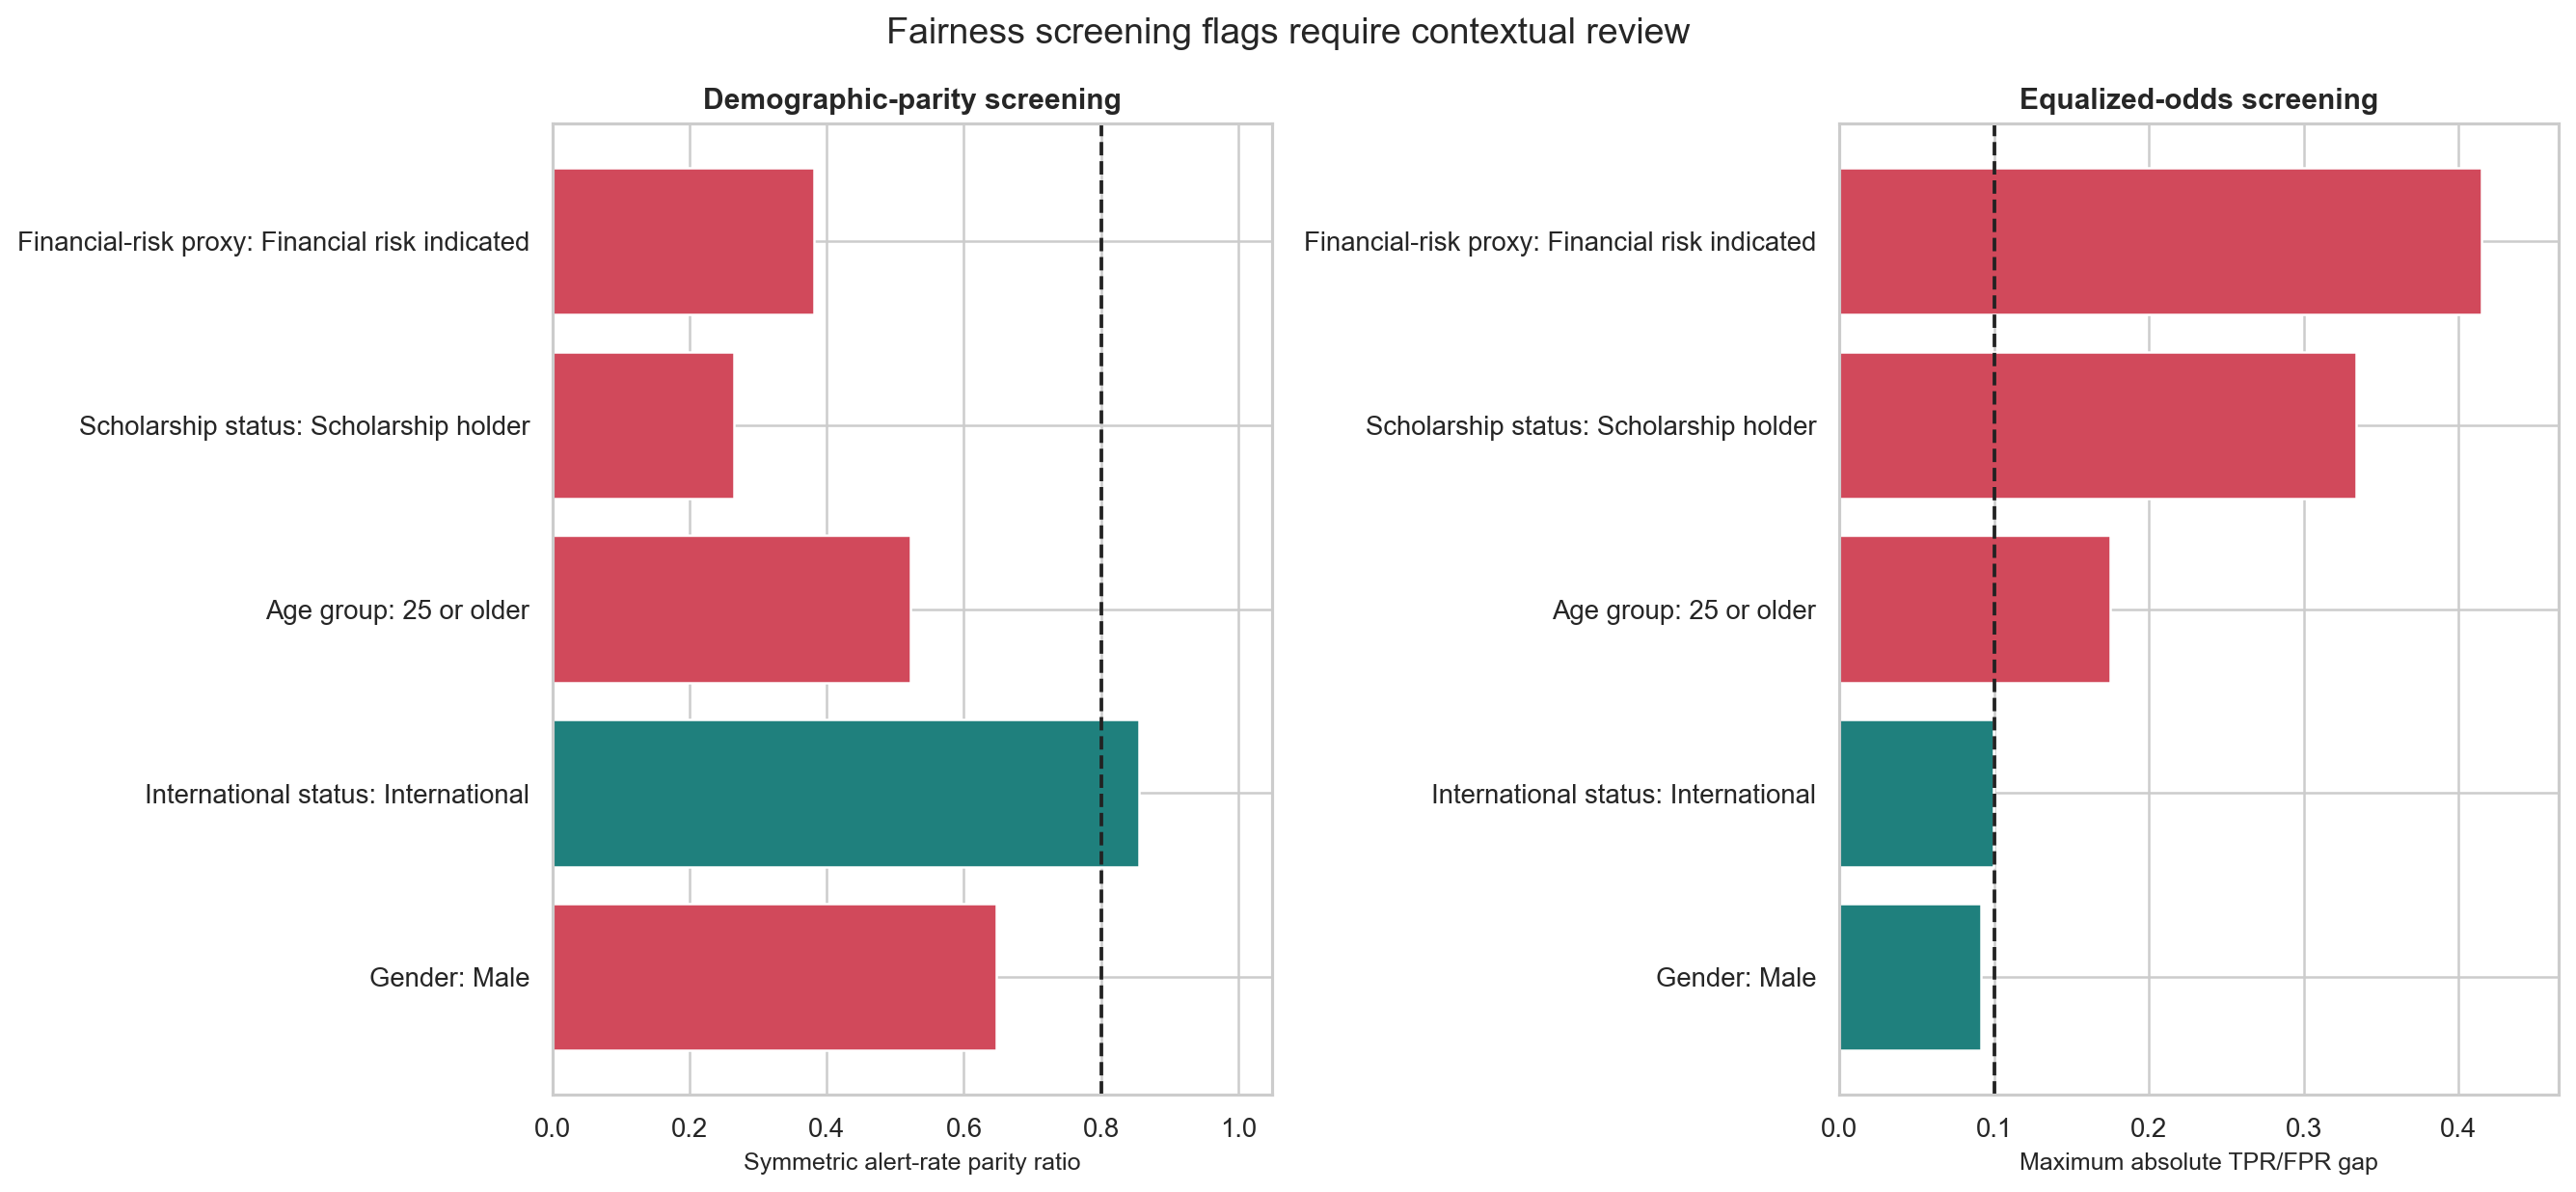 Fairness screening flags require contextual review
Demographic-parity screening
Financial-risk proxy: Financial risk indicated
Scholarship status: Scholarship holder
Age group: 25 or older
International status: International
Gender: Male
0.0 0.2 0.4 0.6 0.8 1.0
Symmetric alert-rate parity ratio
Equalized-odds screening
Financial-risk proxy: Financial risk indicated
Scholarship status: Scholarship holder
Age group: 25 or older
International status: International
Gender: Male
0.0 0.1 0.2 0.3 0.4
Maximum absolute TPR/FPR gap